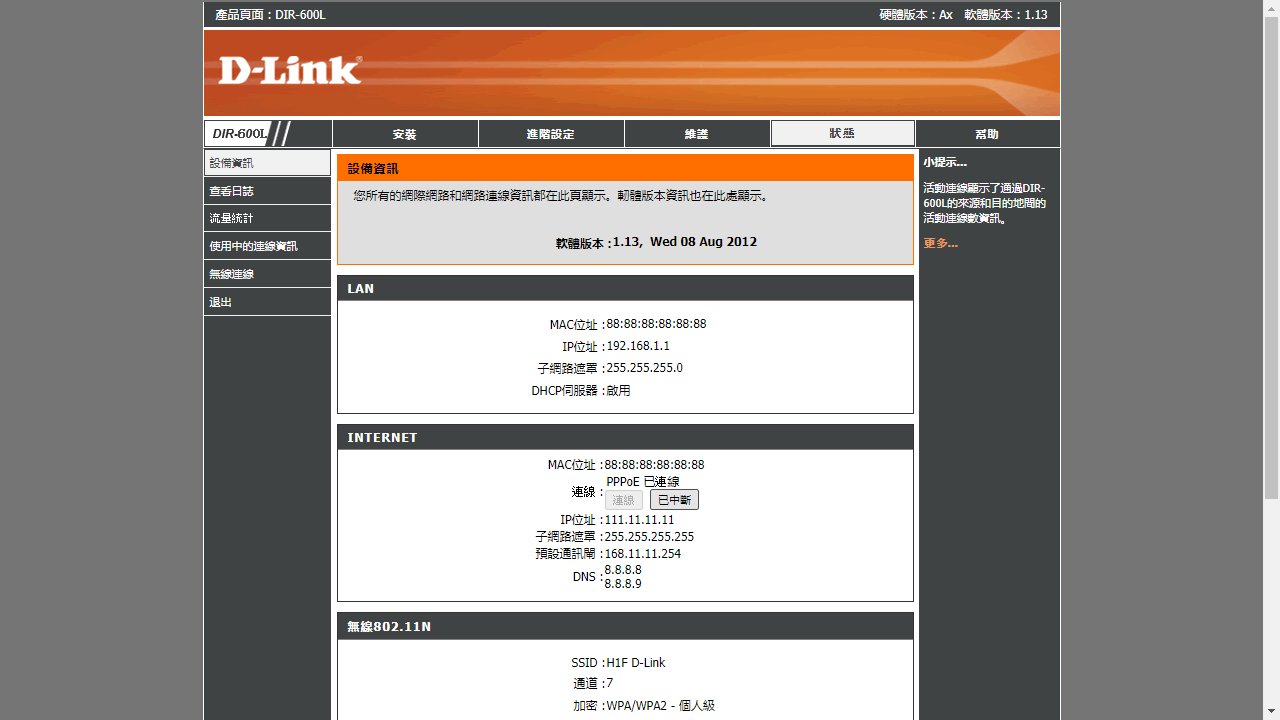 產品頁面：DIR-600L
硬體版本：Ax 軟體版本：1.13
D-Link®
DIR-600L
安裝
進階設定
維護
狀態
幫助
設備資訊
查看日誌
流量統計
使用中的連線資訊
無線連線
退出
設備資訊
您所有的網際網路和網路連線資訊都在此頁顯示。韌體版本資訊也在此處顯示。
軟體版本：1.13, Wed 08 Aug 2012
LAN
MAC位址：88:88:88:88:88:88
IP位址：192.168.1.1
子網路遮罩：255.255.255.0
DHCP伺服器：啟用
INTERNET
MAC位址：88:88:88:88:88:88
連線：PPPoE 已連線
連線 已中斷
IP位址：111.11.11.11
子網路遮罩：255.255.255.255
預設通訊閘：168.11.11.254
DNS：8.8.8.8
8.8.8.9
無線802.11N
SSID：H1F D-Link
通道：7
加密：WPA/WPA2 - 個人級
小提示...
活動連線顯示了通過DIR-
600L的來源和目的地間的
活動連線數資訊。
更多...